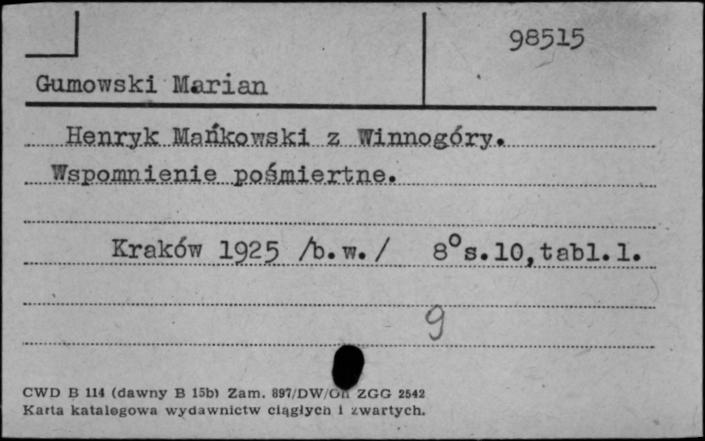 98515
Gumowski Marian
Henryk Mańkowski z Winnogóry.
Wspomnienie pośmiertne.
Kraków 1925 /b.w./ 8° s.10,tabl.1.
9
CWD B 114 (dawny B 15b) Zam. 897/DW/On ZGG 2542
Karta katalogowa wydawnictw ciągłych i zwartych.